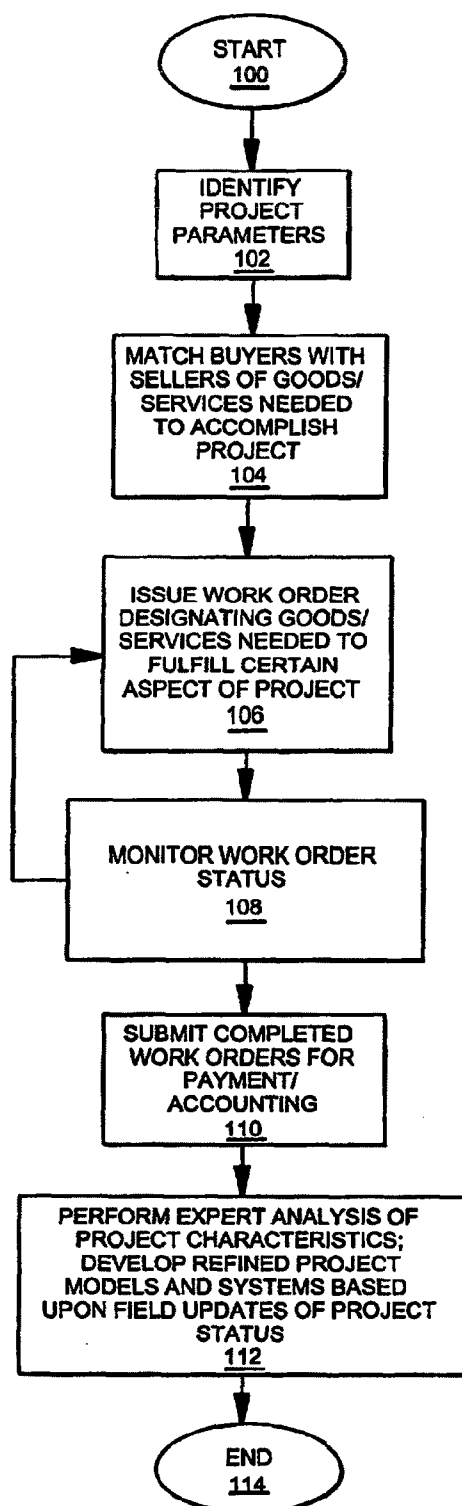 START
100
IDENTIFY
PROJECT
PARAMETERS
102
MATCH BUYERS WITH
SELLERS OF GOODS/
SERVICES NEEDED
TO ACCOMPLISH
PROJECT
104
ISSUE WORK ORDER
DESIGNATING GOODS/
SERVICES NEEDED TO
FULFILL CERTAIN
ASPECT OF PROJECT
106
MONITOR WORK ORDER
STATUS
108
SUBMIT COMPLETED
WORK ORDERS FOR
PAYMENT/
ACCOUNTING
110
PERFORM EXPERT ANALYSIS OF
PROJECT CHARACTERISTICS;
DEVELOP REFINED PROJECT
MODELS AND SYSTEMS BASED
UPON FIELD UPDATES OF PROJECT
STATUS
112
END
114